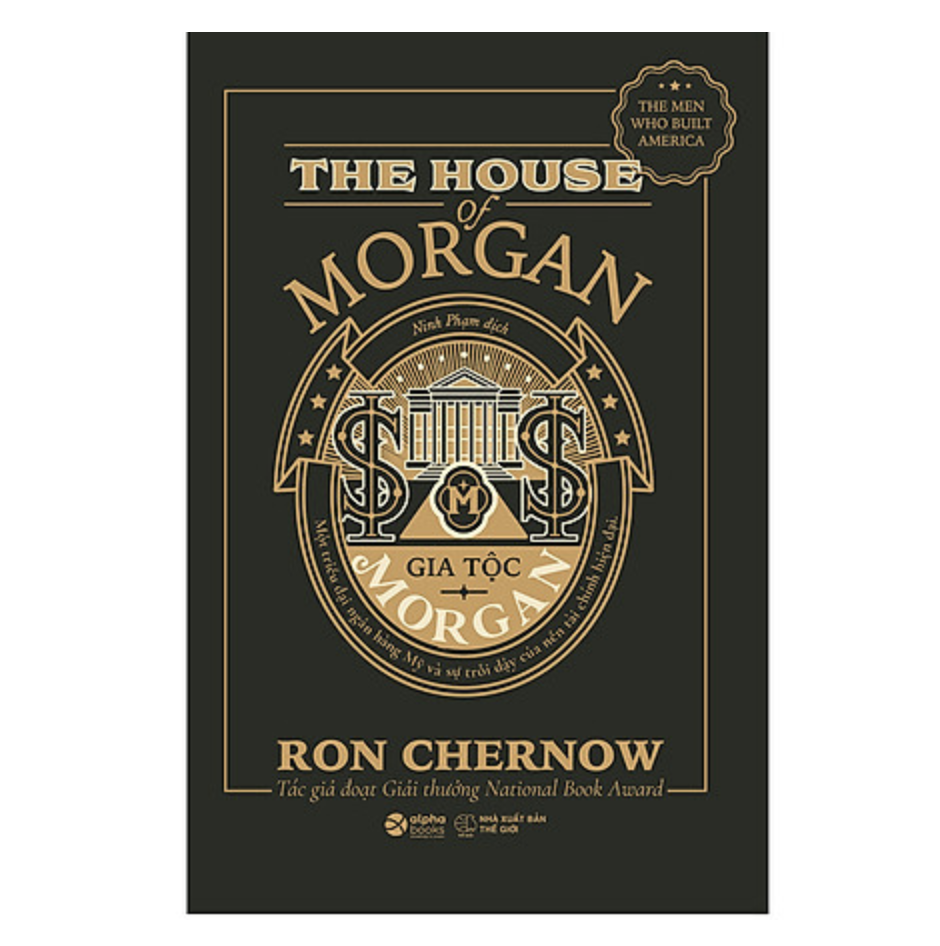 THE MEN
WHO BUILT
AMERICA
THE HOUSE
of
MORGAN
Ninh Phạm dịch
M
GIA TỘC
MORGAN
Một triều đại ngân hàng Mỹ và sự trỗi dậy của nền tài chính hiện đại.
RON CHERNOW
Tác giả đoạt Giải thưởng National Book Award
alpha
books
NHÀ XUẤT BẢN
THẾ GIỚI